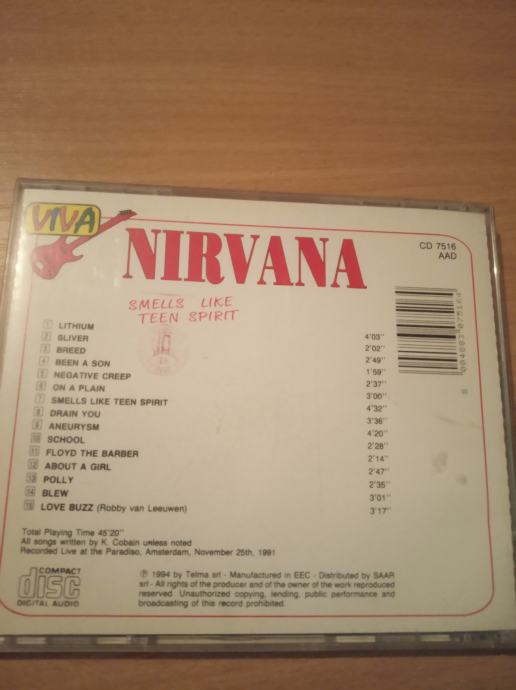 VIVA
NIRVANA
CD 7516
AAD
SMELLS LIKE
TEEN SPIRIT
1 LITHIUM 4'03"
2 SLIVER 2'02"
3 BREED 2'49"
4 BEEN A SON 1'59"
5 NEGATIVE CREEP 2'37"
6 ON A PLAIN 3'00"
7 SMELLS LIKE TEEN SPIRIT 4'32"
8 DRAIN YOU 3'36"
9 ANEURYSM 4'20"
10 SCHOOL 2'28"
11 FLOYD THE BARBER 2'14"
12 ABOUT A GIRL 2'47"
13 POLLY 2'35"
14 BLEW 3'01"
15 LOVE BUZZ (Robby van Leeuwen) 3'17"
Total Playing Time 45'20"
All songs written by K. Cobain unless noted
Recorded Live at the Paradiso, Amsterdam, November 25th, 1991
COMPACT
disc
DIGITAL AUDIO
℗ 1994 by Telma srl - Manufactured in EEC - Distributed by SAAR
srl - All rights of the producer and of the owner of the work reproduced
reserved. Unauthorized copying, lending, public performance and
broadcasting of this record prohibited.